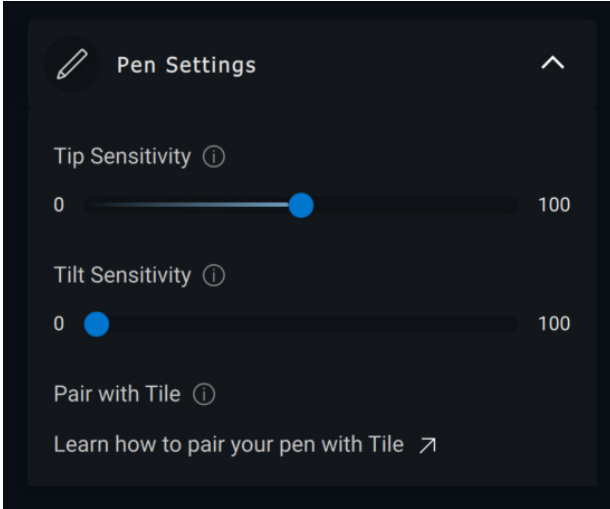 Pen Settings
Tip Sensitivity
0 100
Tilt Sensitivity
0 100
Pair with Tile
Learn how to pair your pen with Tile